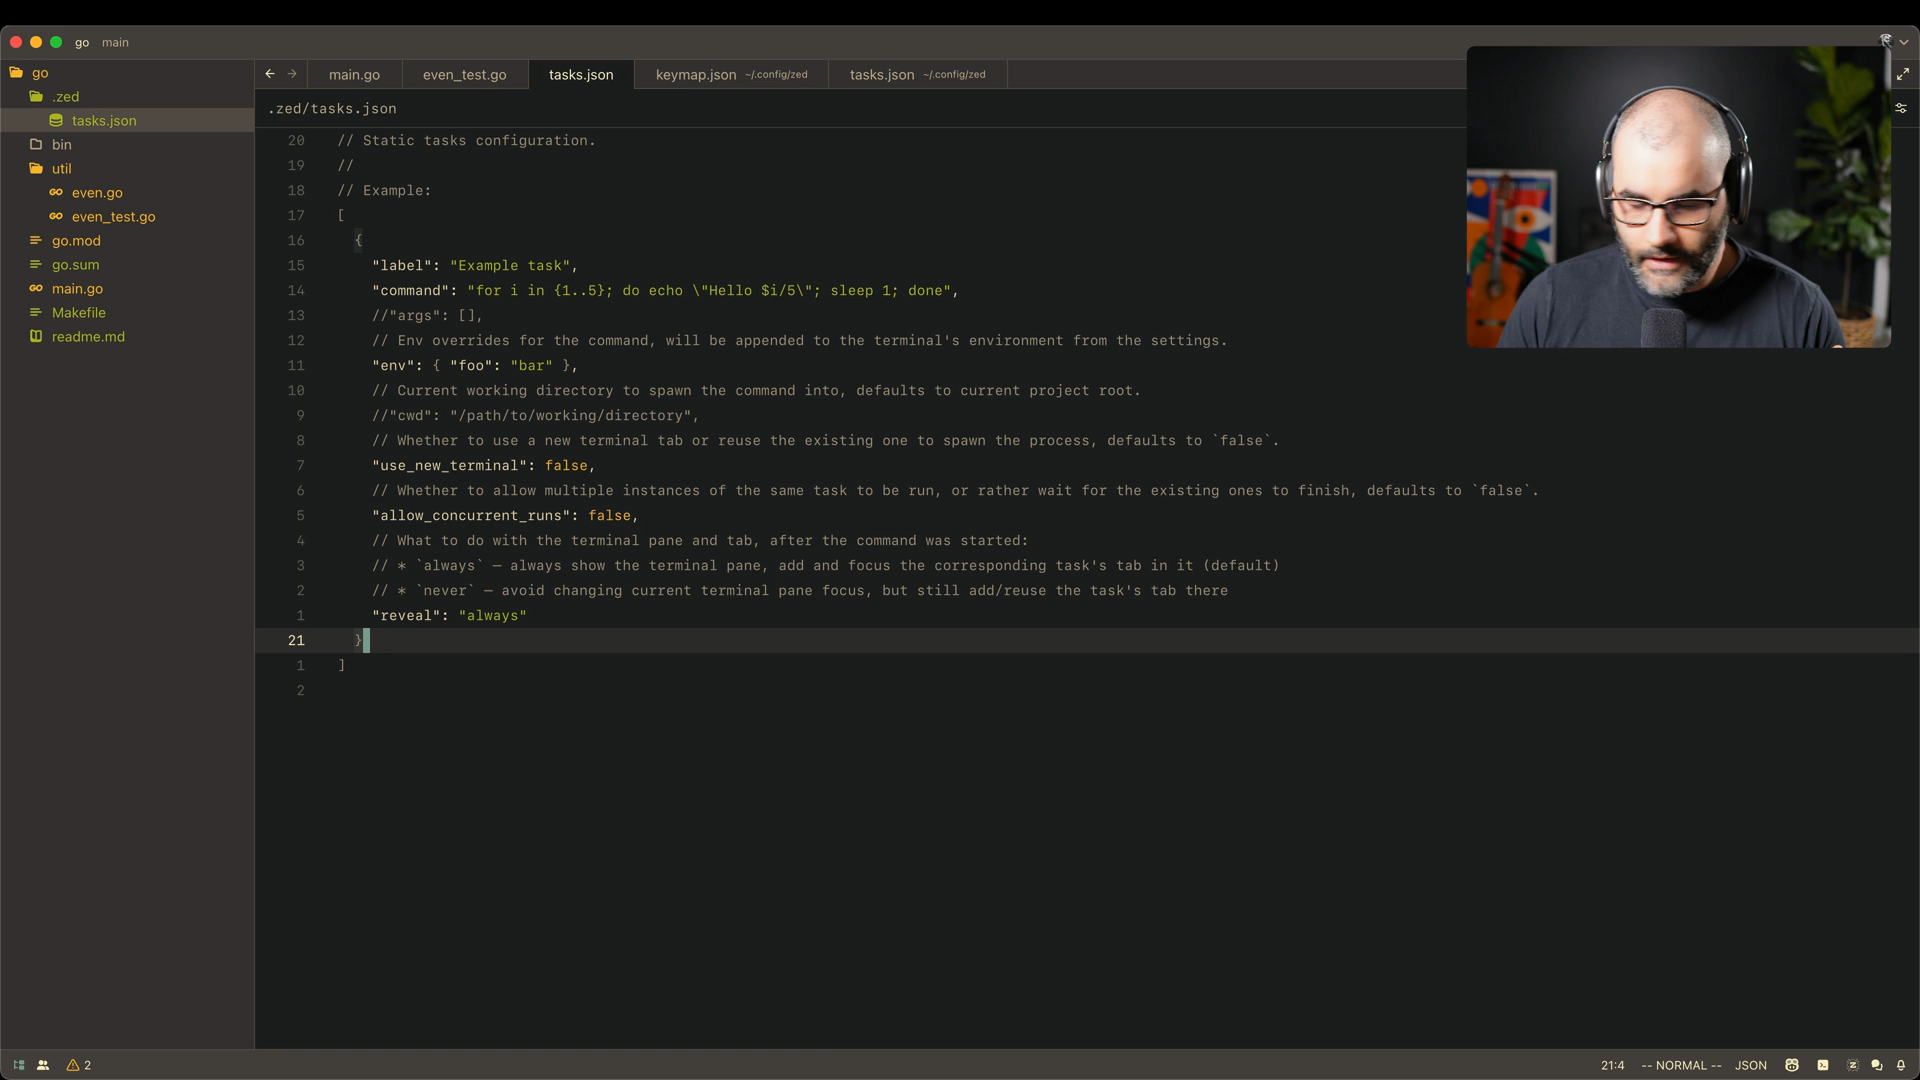 go main
go
.zed
tasks.json
bin
util
even.go
even_test.go
go.mod
go.sum
main.go
Makefile
readme.md
main.go even_test.go tasks.json keymap.json ~/.config/zed tasks.json ~/.config/zed
.zed/tasks.json
20 // Static tasks configuration.
19 //
18 // Example:
17 [
16 {
15 "label": "Example task",
14 "command": "for i in {1..5}; do echo \"Hello $i/5\"; sleep 1; done",
13 //"args": [],
12 // Env overrides for the command, will be appended to the terminal's environment from the settings.
11 "env": { "foo": "bar" },
10 // Current working directory to spawn the command into, defaults to current project root.
9 //"cwd": "/path/to/working/directory",
8 // Whether to use a new terminal tab or reuse the existing one to spawn the process, defaults to `false`.
7 "use_new_terminal": false,
6 // Whether to allow multiple instances of the same task to be run, or rather wait for the existing ones to finish, defaults to `false`.
5 "allow_concurrent_runs": false,
4 // What to do with the terminal pane and tab, after the command was started:
3 // * `always` — always show the terminal pane, add and focus the corresponding task's tab in it (default)
2 // * `never` — avoid changing current terminal pane focus, but still add/reuse the task's tab there
1 "reveal": "always"
21 }
1 ]
2
2 21:4 -- NORMAL -- JSON